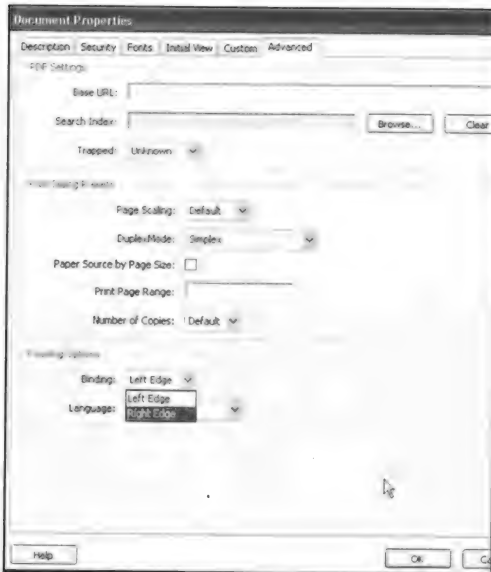 Document Properties
Description Security Fonts Initial View Custom Advanced
PDF Settings
Base URL:
Search Index: Browse... Clear
Trapped: Unknown
Page Scaling: Default
DuplexMode: Simplex
Paper Source by Page Size:
Print Page Range:
Number of Copies: Default
Reading Options
Binding: Left Edge
Left Edge
Language: Right Edge
Help OK